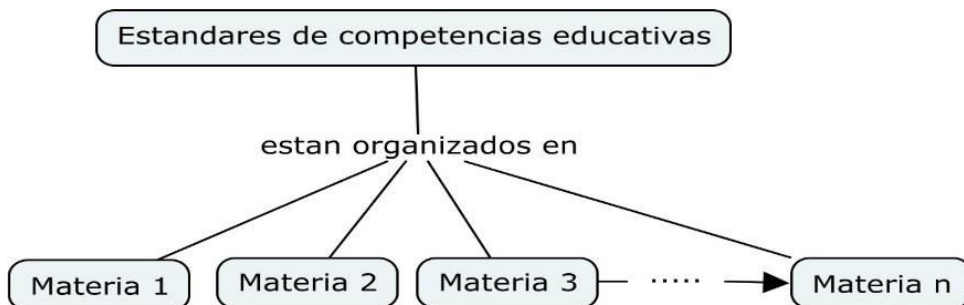 Estandares de competencias educativas
estan organizados en
Materia 1 Materia 2 Materia 3 ..... Materia n